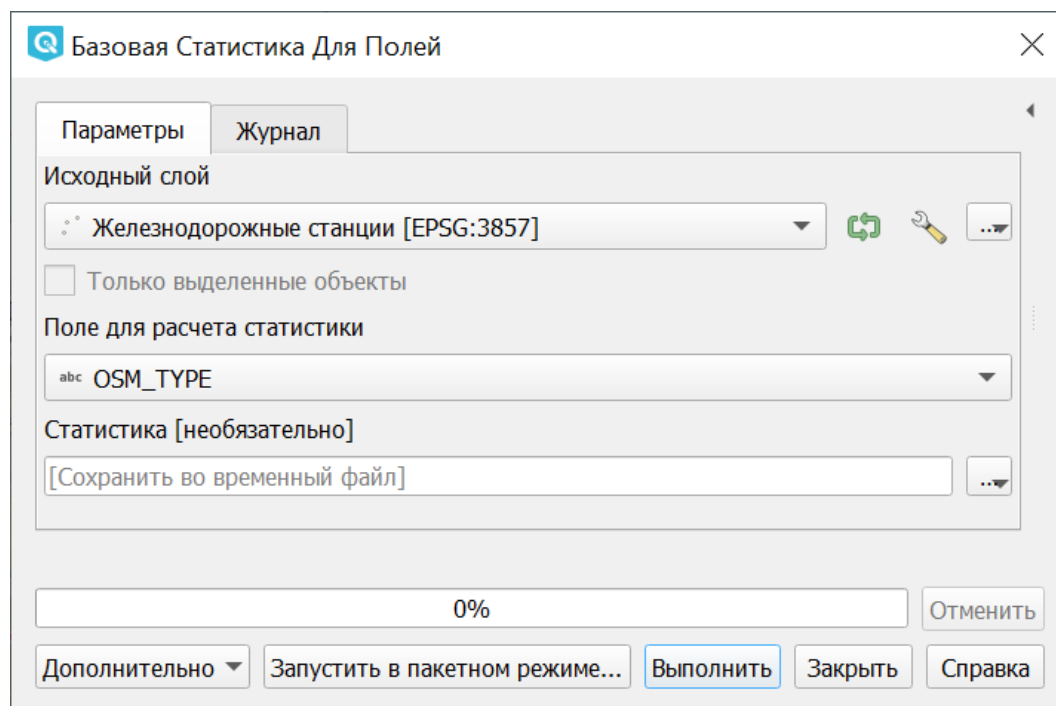 Базовая Статистика Для Полей
Параметры Журнал
Исходный слой
Железнодорожные станции [EPSG:3857]
...
Только выделенные объекты
Поле для расчета статистики
abc OSM_TYPE
Статистика [необязательно]
[Сохранить во временный файл]
...
0% Отменить
Дополнительно Запустить в пакетном режиме... Выполнить Закрыть Справка